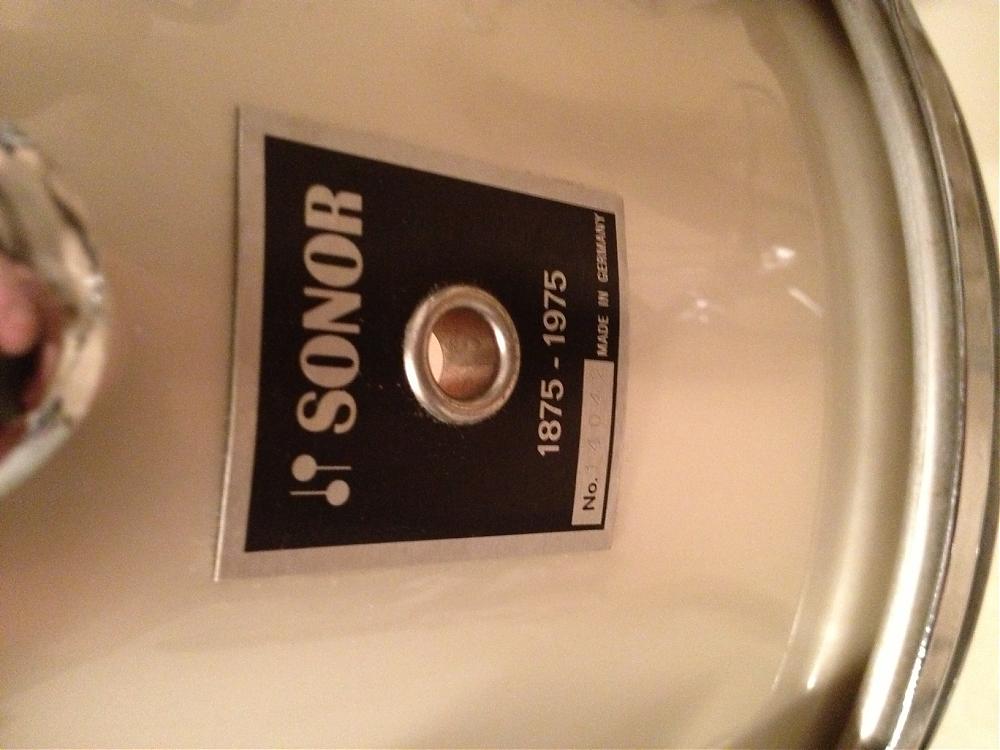 SONOR
1875 - 1975
No. MADE IN GERMANY